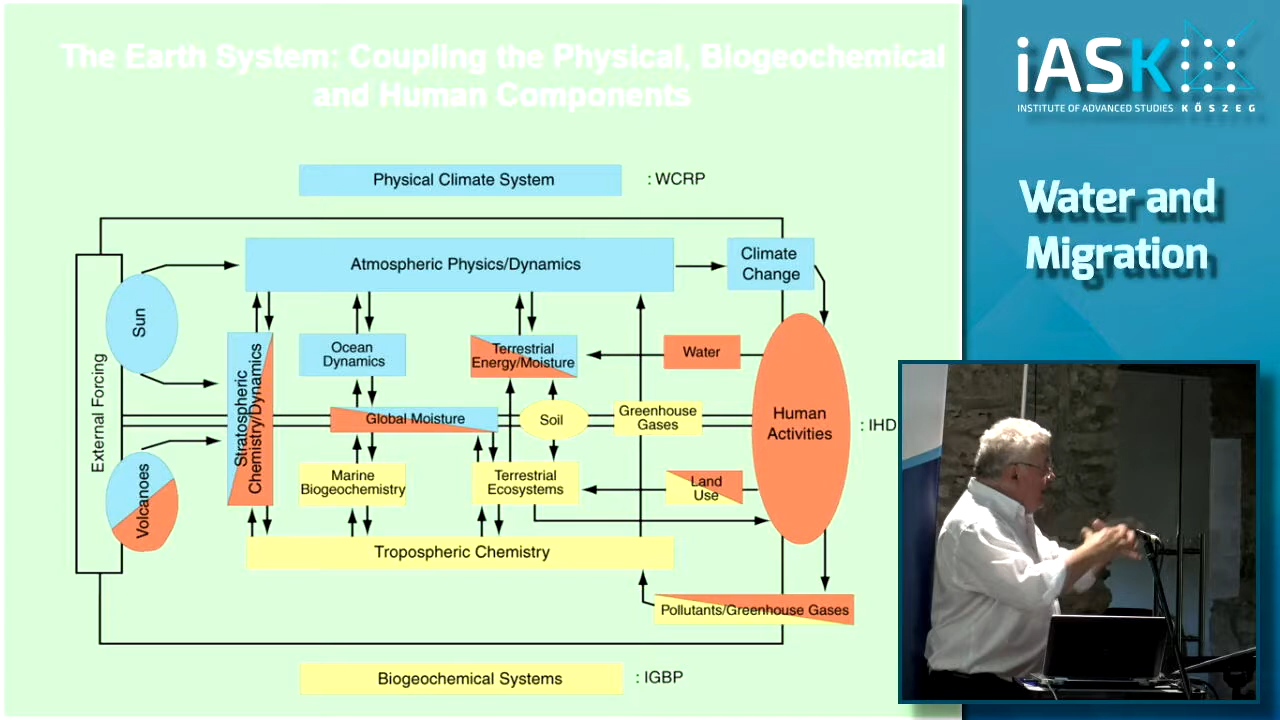 The Earth System: Coupling the Physical, Biogeochemical
and Human Components
iASK
INSTITUTE OF ADVANCED STUDIES KŐSZEG
Water and
Migration
Physical Climate System
: WCRP
Atmospheric Physics/Dynamics
Climate
Change
Sun
External Forcing
Volcanoes
Stratospheric
Chemistry/Dynamics
Ocean
Dynamics
Terrestrial
Energy/Moisture
Water
Global Moisture
Soil
Greenhouse
Gases
Human
Activities
: IHD
Marine
Biogeochemistry
Terrestrial
Ecosystems
Land
Use
Tropospheric Chemistry
Pollutants/Greenhouse Gases
Biogeochemical Systems
: IGBP